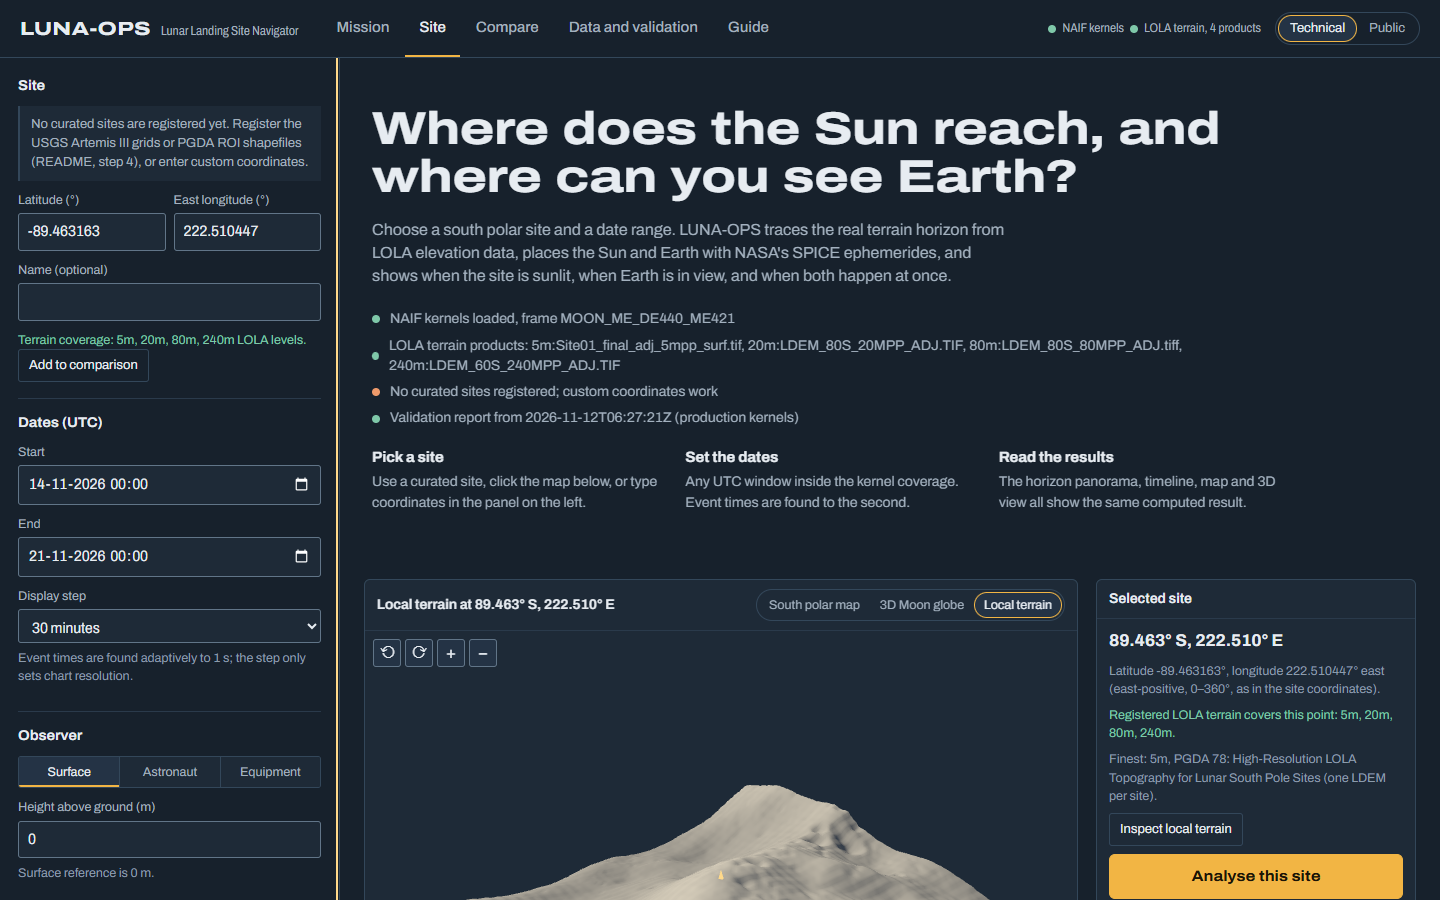 LUNA-OPS Lunar Landing Site Navigator
Mission Site Compare Data and validation Guide
NAIF kernels LOLA terrain, 4 products
Technical Public
Site
No curated sites are registered yet. Register the
USGS Artemis III grids or PGDA ROI shapefiles
(README, step 4), or enter custom coordinates.
Latitude (°) East longitude (°)
-89.463163 222.510447
Name (optional)
Terrain coverage: 5m, 20m, 80m, 240m LOLA levels.
Add to comparison
Dates (UTC)
Start
14-11-2026 00:00
End
21-11-2026 00:00
Display step
30 minutes
Event times are found adaptively to 1 s; the step only
sets chart resolution.
Observer
Surface Astronaut Equipment
Height above ground (m)
0
Surface reference is 0 m.
Where does the Sun reach, and
where can you see Earth?
Choose a south polar site and a date range. LUNA-OPS traces the real terrain horizon from
LOLA elevation data, places the Sun and Earth with NASA's SPICE ephemerides, and
shows when the site is sunlit, when Earth is in view, and when both happen at once.
NAIF kernels loaded, frame MOON_ME_DE440_ME421
LOLA terrain products: 5m:Site01_final_adj_5mpp_surf.tif, 20m:LDEM_80S_20MPP_ADJ.TIF, 80m:LDEM_80S_80MPP_ADJ.tiff,
240m:LDEM_60S_240MPP_ADJ.TIF
No curated sites registered; custom coordinates work
Validation report from 2026-11-12T06:27:21Z (production kernels)
Pick a site
Use a curated site, click the map below, or type
coordinates in the panel on the left.
Set the dates
Any UTC window inside the kernel coverage.
Event times are found to the second.
Read the results
The horizon panorama, timeline, map and 3D
view all show the same computed result.
Local terrain at 89.463° S, 222.510° E
South polar map 3D Moon globe Local terrain
+ −
Selected site
89.463° S, 222.510° E
Latitude -89.463163°, longitude 222.510447° east
(east-positive, 0–360°, as in the site coordinates).
Registered LOLA terrain covers this point: 5m, 20m,
80m, 240m.
Finest: 5m, PGDA 78: High-Resolution LOLA
Topography for Lunar South Pole Sites (one LDEM
per site).
Inspect local terrain
Analyse this site